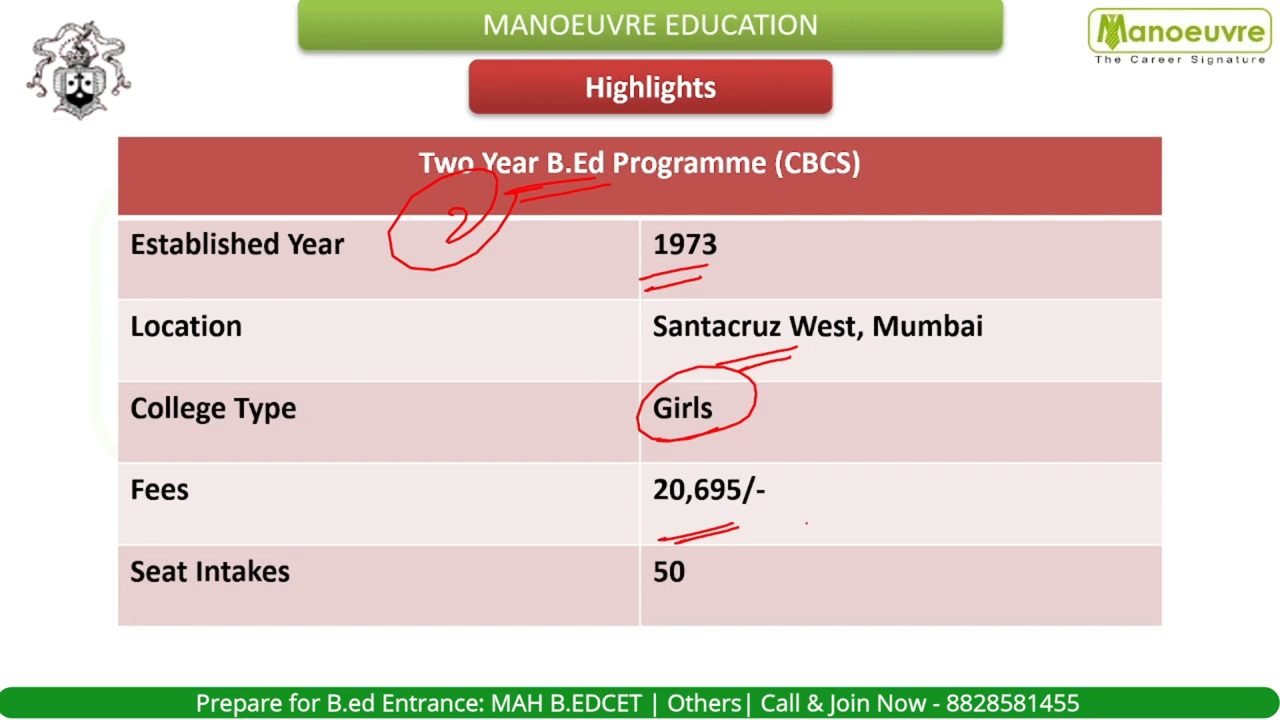 MANOEUVRE EDUCATION
Manoeuvre
The Career Signature
Highlights
Two Year B.Ed Programme (CBCS)
2
Established Year 1973
Location Santacruz West, Mumbai
College Type Girls
Fees 20,695/-
Seat Intakes 50
Prepare for B.ed Entrance: MAH B.EDCET | Others| Call & Join Now - 8828581455